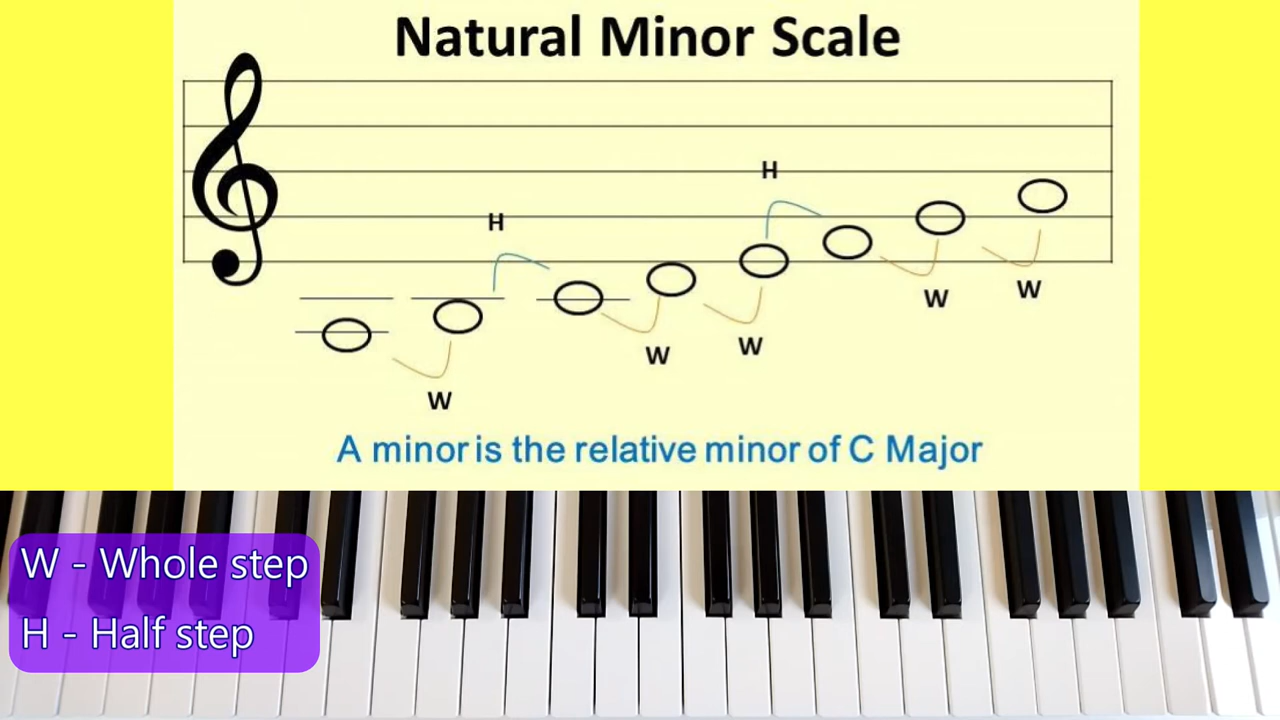 Natural Minor Scale
H
H
W
W
W
W
W
A minor is the relative minor of C Major
W - Whole step
H - Half step